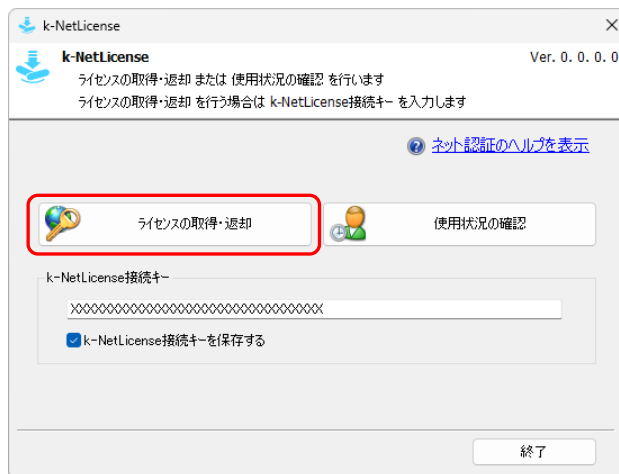 k-NetLicense
k-NetLicense
Ver. 0. 0. 0. 0
ライセンスの取得・返却 または 使用状況の確認 を行います
ライセンスの取得・返却 を行う場合は k-NetLicense接続キー を入力します
ネット認証のヘルプを表示
ライセンスの取得・返却
使用状況の確認
k-NetLicense接続キー
XXXXXXXXXXXXXXXXXXXXXXXXXXXXXXXX
k-NetLicense接続キーを保存する
終了